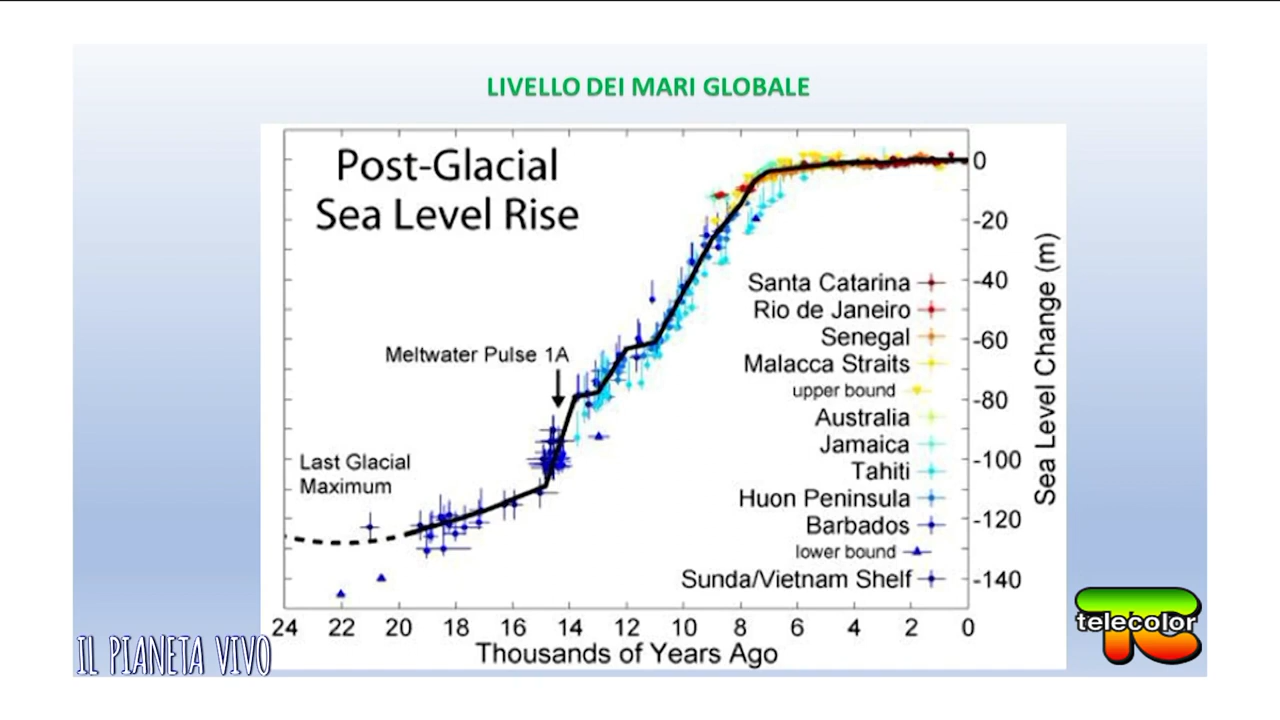 LIVELLO DEI MARI GLOBALE
Post-Glacial
Sea Level Rise
Meltwater Pulse 1A
Last Glacial
Maximum
Santa Catarina
Rio de Janeiro
Senegal
Malacca Straits
upper bound
Australia
Jamaica
Tahiti
Huon Peninsula
Barbados
lower bound
Sunda/Vietnam Shelf
0
-20
-40
-60
-80
-100
-120
-140
Sea Level Change (m)
24 22 20 18 16 14 12 10 8 6 4 2 0
Thousands of Years Ago
IL PIANETA VIVO
telecolor
TC